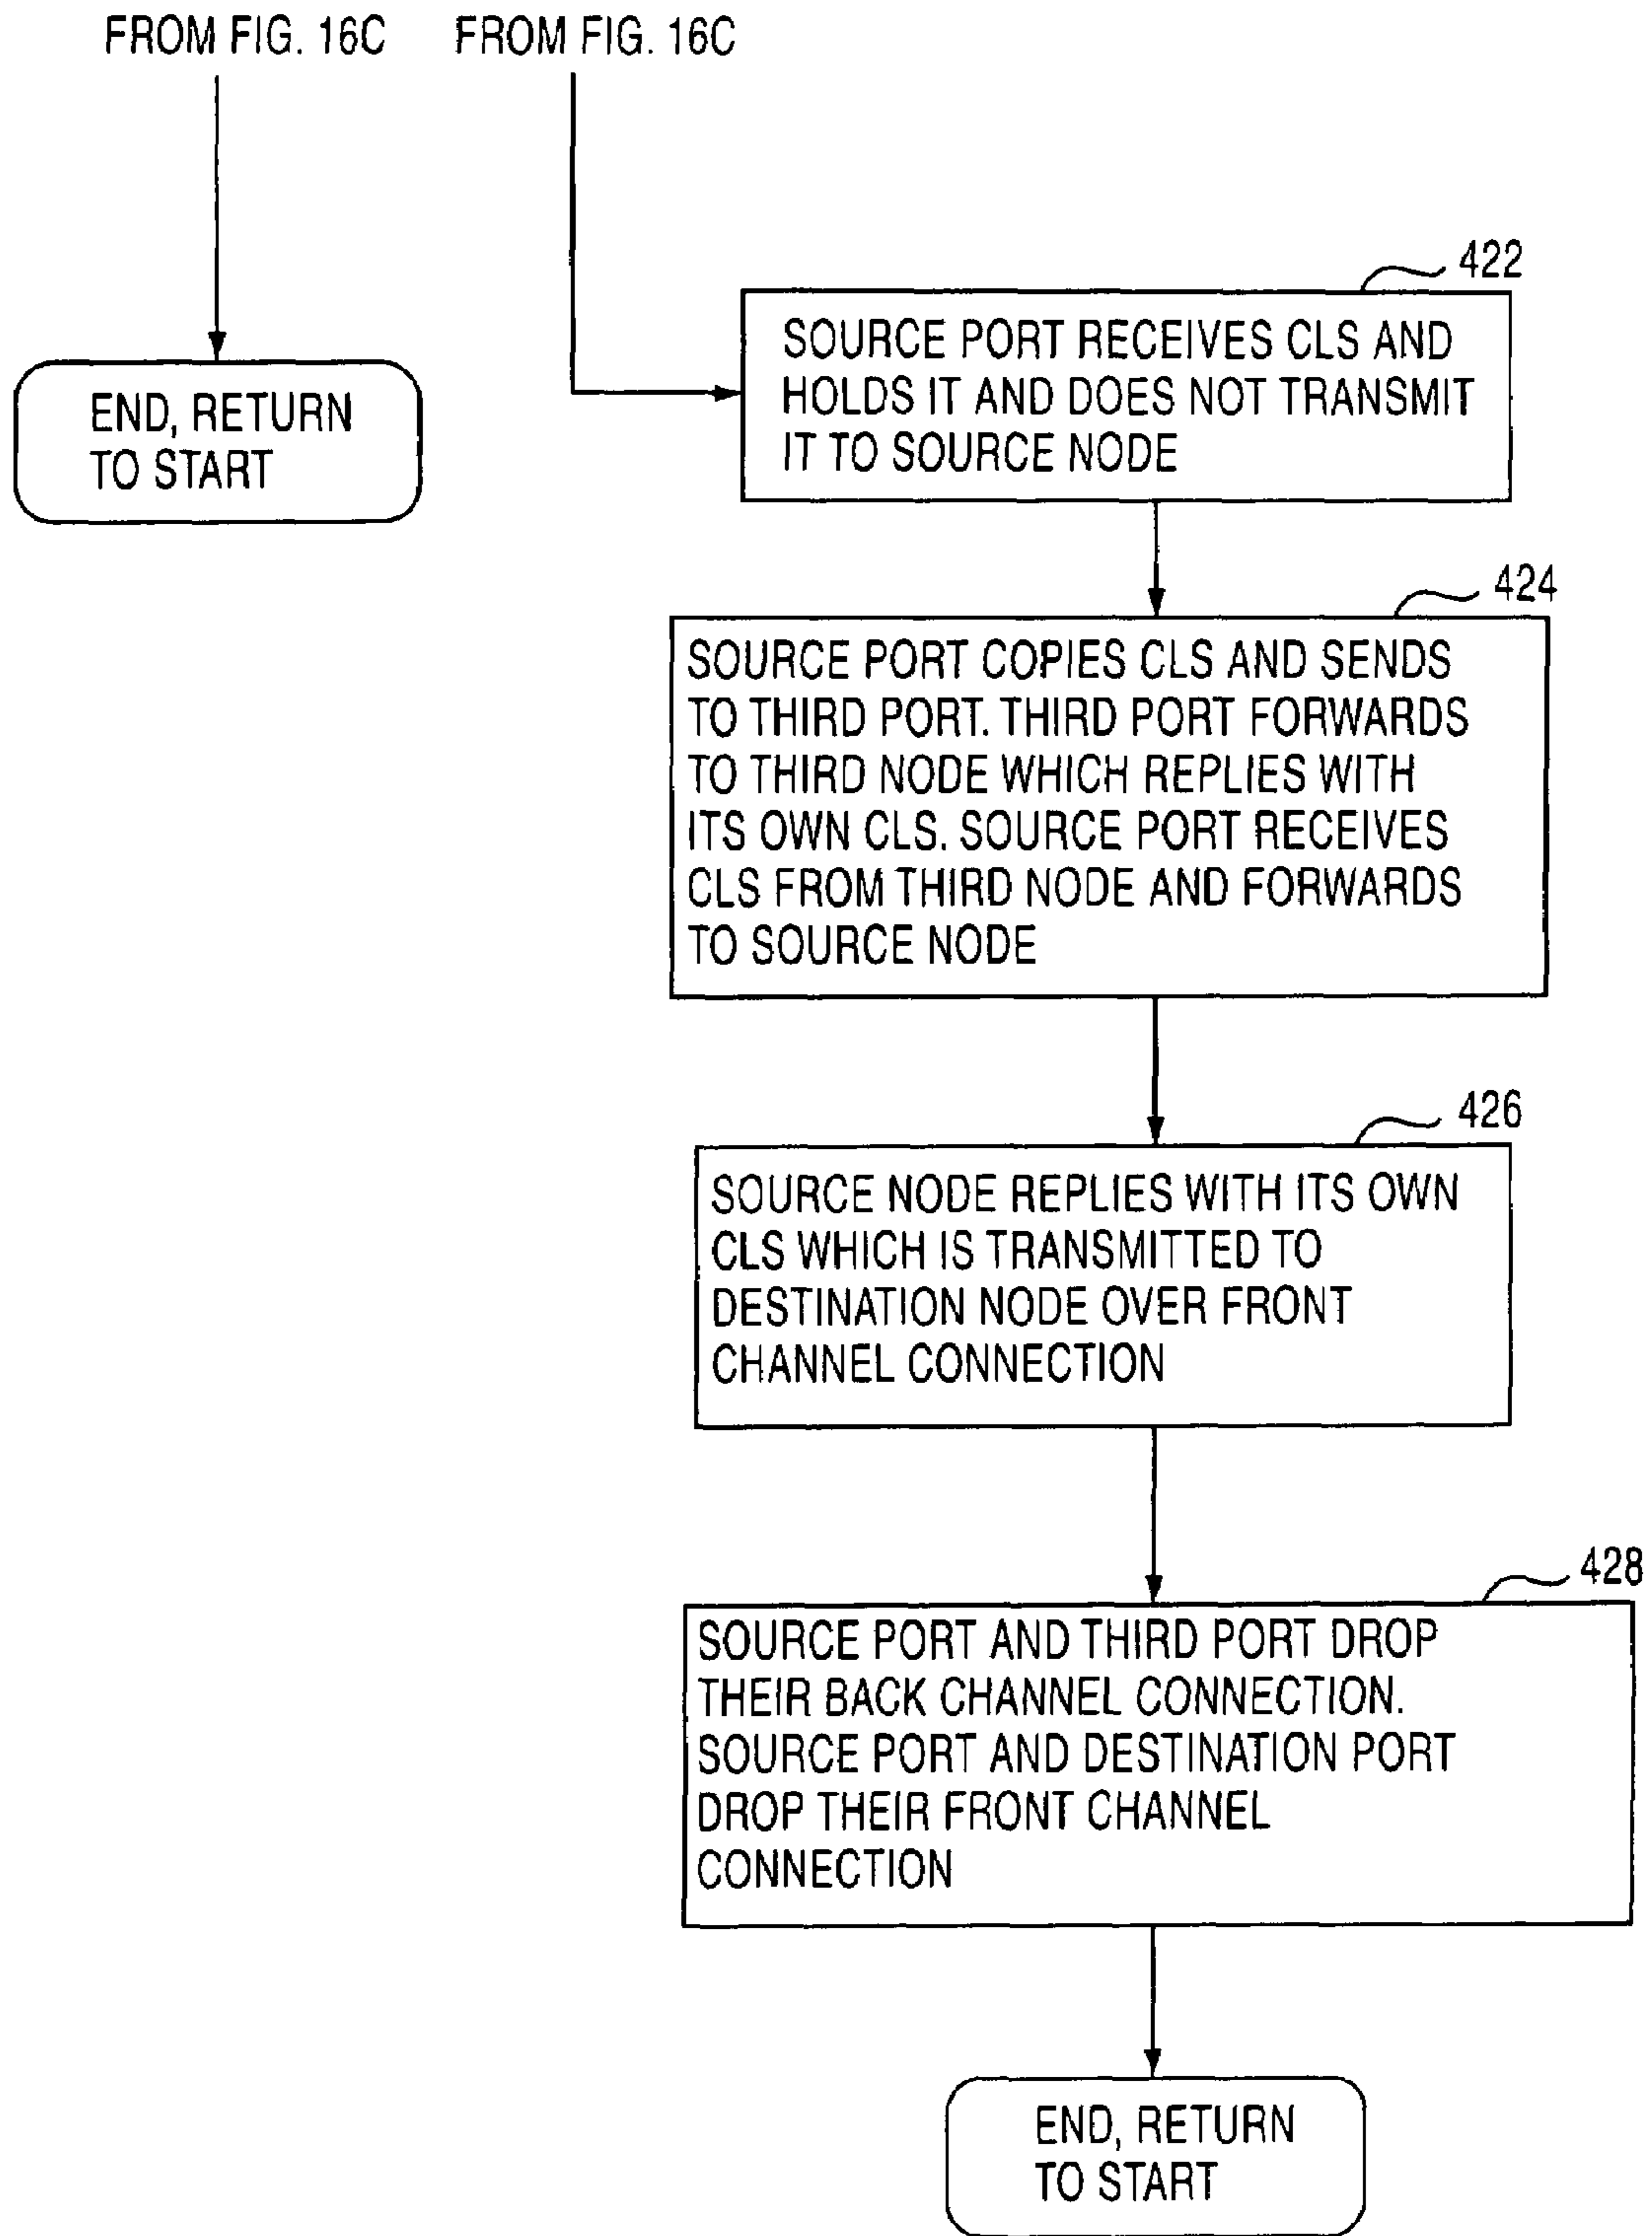 FROM FIG. 16C
FROM FIG. 16C
END, RETURN
TO START
422
SOURCE PORT RECEIVES CLS AND
HOLDS IT AND DOES NOT TRANSMIT
IT TO SOURCE NODE
424
SOURCE PORT COPIES CLS AND SENDS
TO THIRD PORT. THIRD PORT FORWARDS
TO THIRD NODE WHICH REPLIES WITH
ITS OWN CLS. SOURCE PORT RECEIVES
CLS FROM THIRD NODE AND FORWARDS
TO SOURCE NODE
426
SOURCE NODE REPLIES WITH ITS OWN
CLS WHICH IS TRANSMITTED TO
DESTINATION NODE OVER FRONT
CHANNEL CONNECTION
428
SOURCE PORT AND THIRD PORT DROP
THEIR BACK CHANNEL CONNECTION.
SOURCE PORT AND DESTINATION PORT
DROP THEIR FRONT CHANNEL
CONNECTION
END, RETURN
TO START